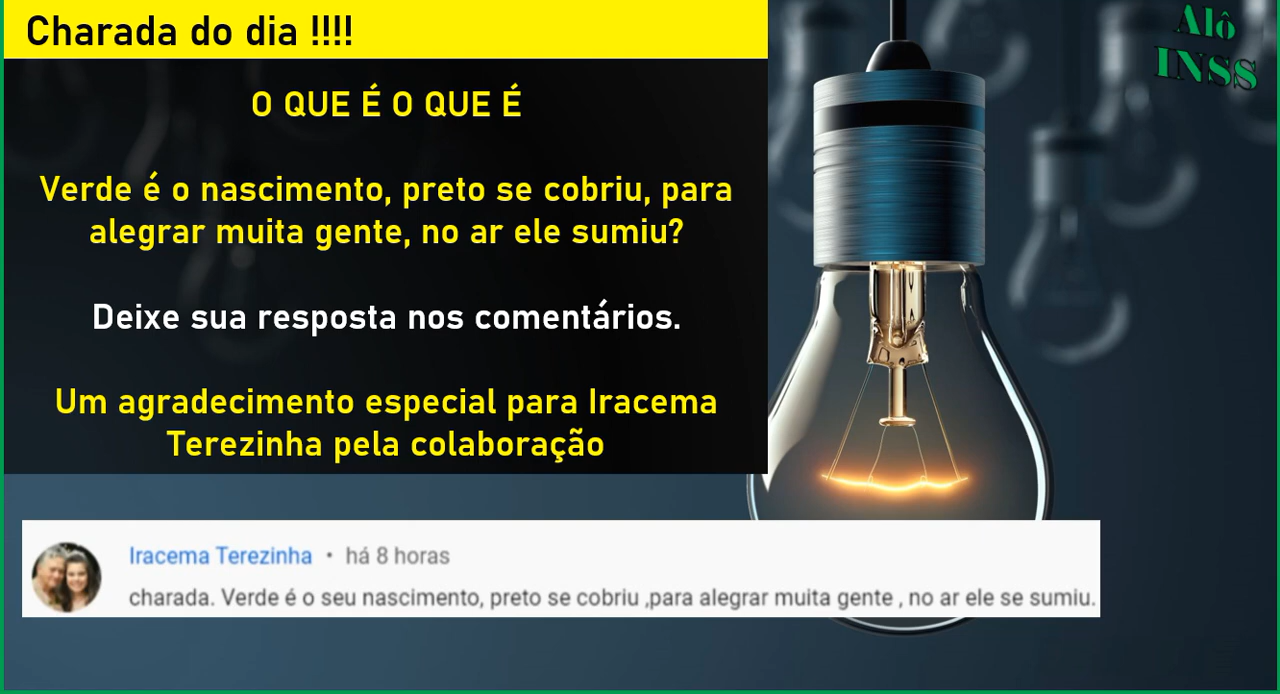 Charada do dia !!!!
Alô
INSS
O QUE É O QUE É
Verde é o nascimento, preto se cobriu, para
alegrar muita gente, no ar ele sumiu?
Deixe sua resposta nos comentários.
Um agradecimento especial para Iracema
Terezinha pela colaboração
Iracema Terezinha • há 8 horas
charada. Verde é o seu nascimento, preto se cobriu ,para alegrar muita gente , no ar ele se sumiu.